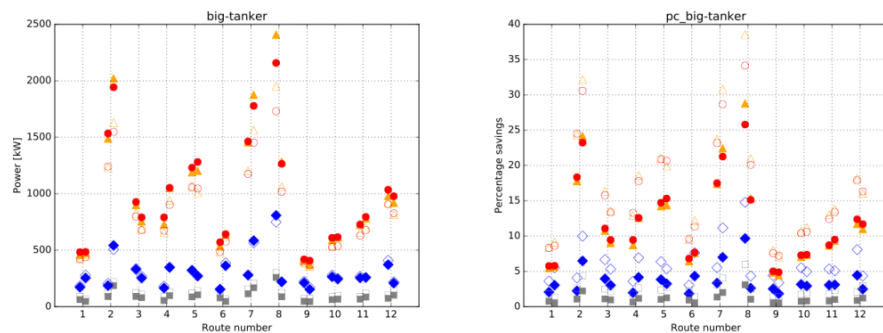 big-tanker
Power [kW]
2500
2000
1500
1000
500
0
1 2 3 4 5 6 7 8 9 10 11 12
Route number
pc_big-tanker
Percentage savings
40
35
30
25
20
15
10
5
0
1 2 3 4 5 6 7 8 9 10 11 12
Route number